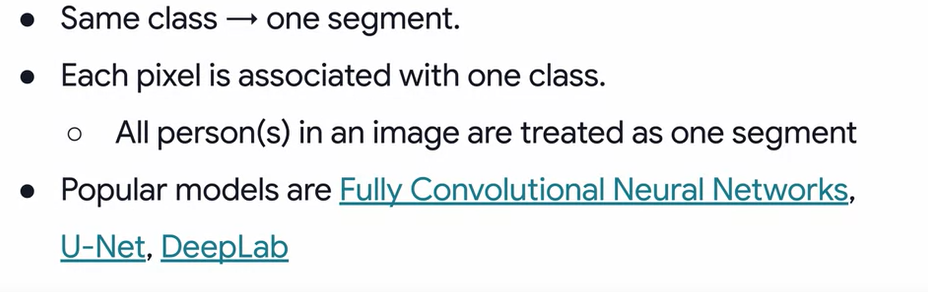 ● Same class → one segment.
● Each pixel is associated with one class.
○ All person(s) in an image are treated as one segment
● Popular models are Fully Convolutional Neural Networks,
U-Net, DeepLab